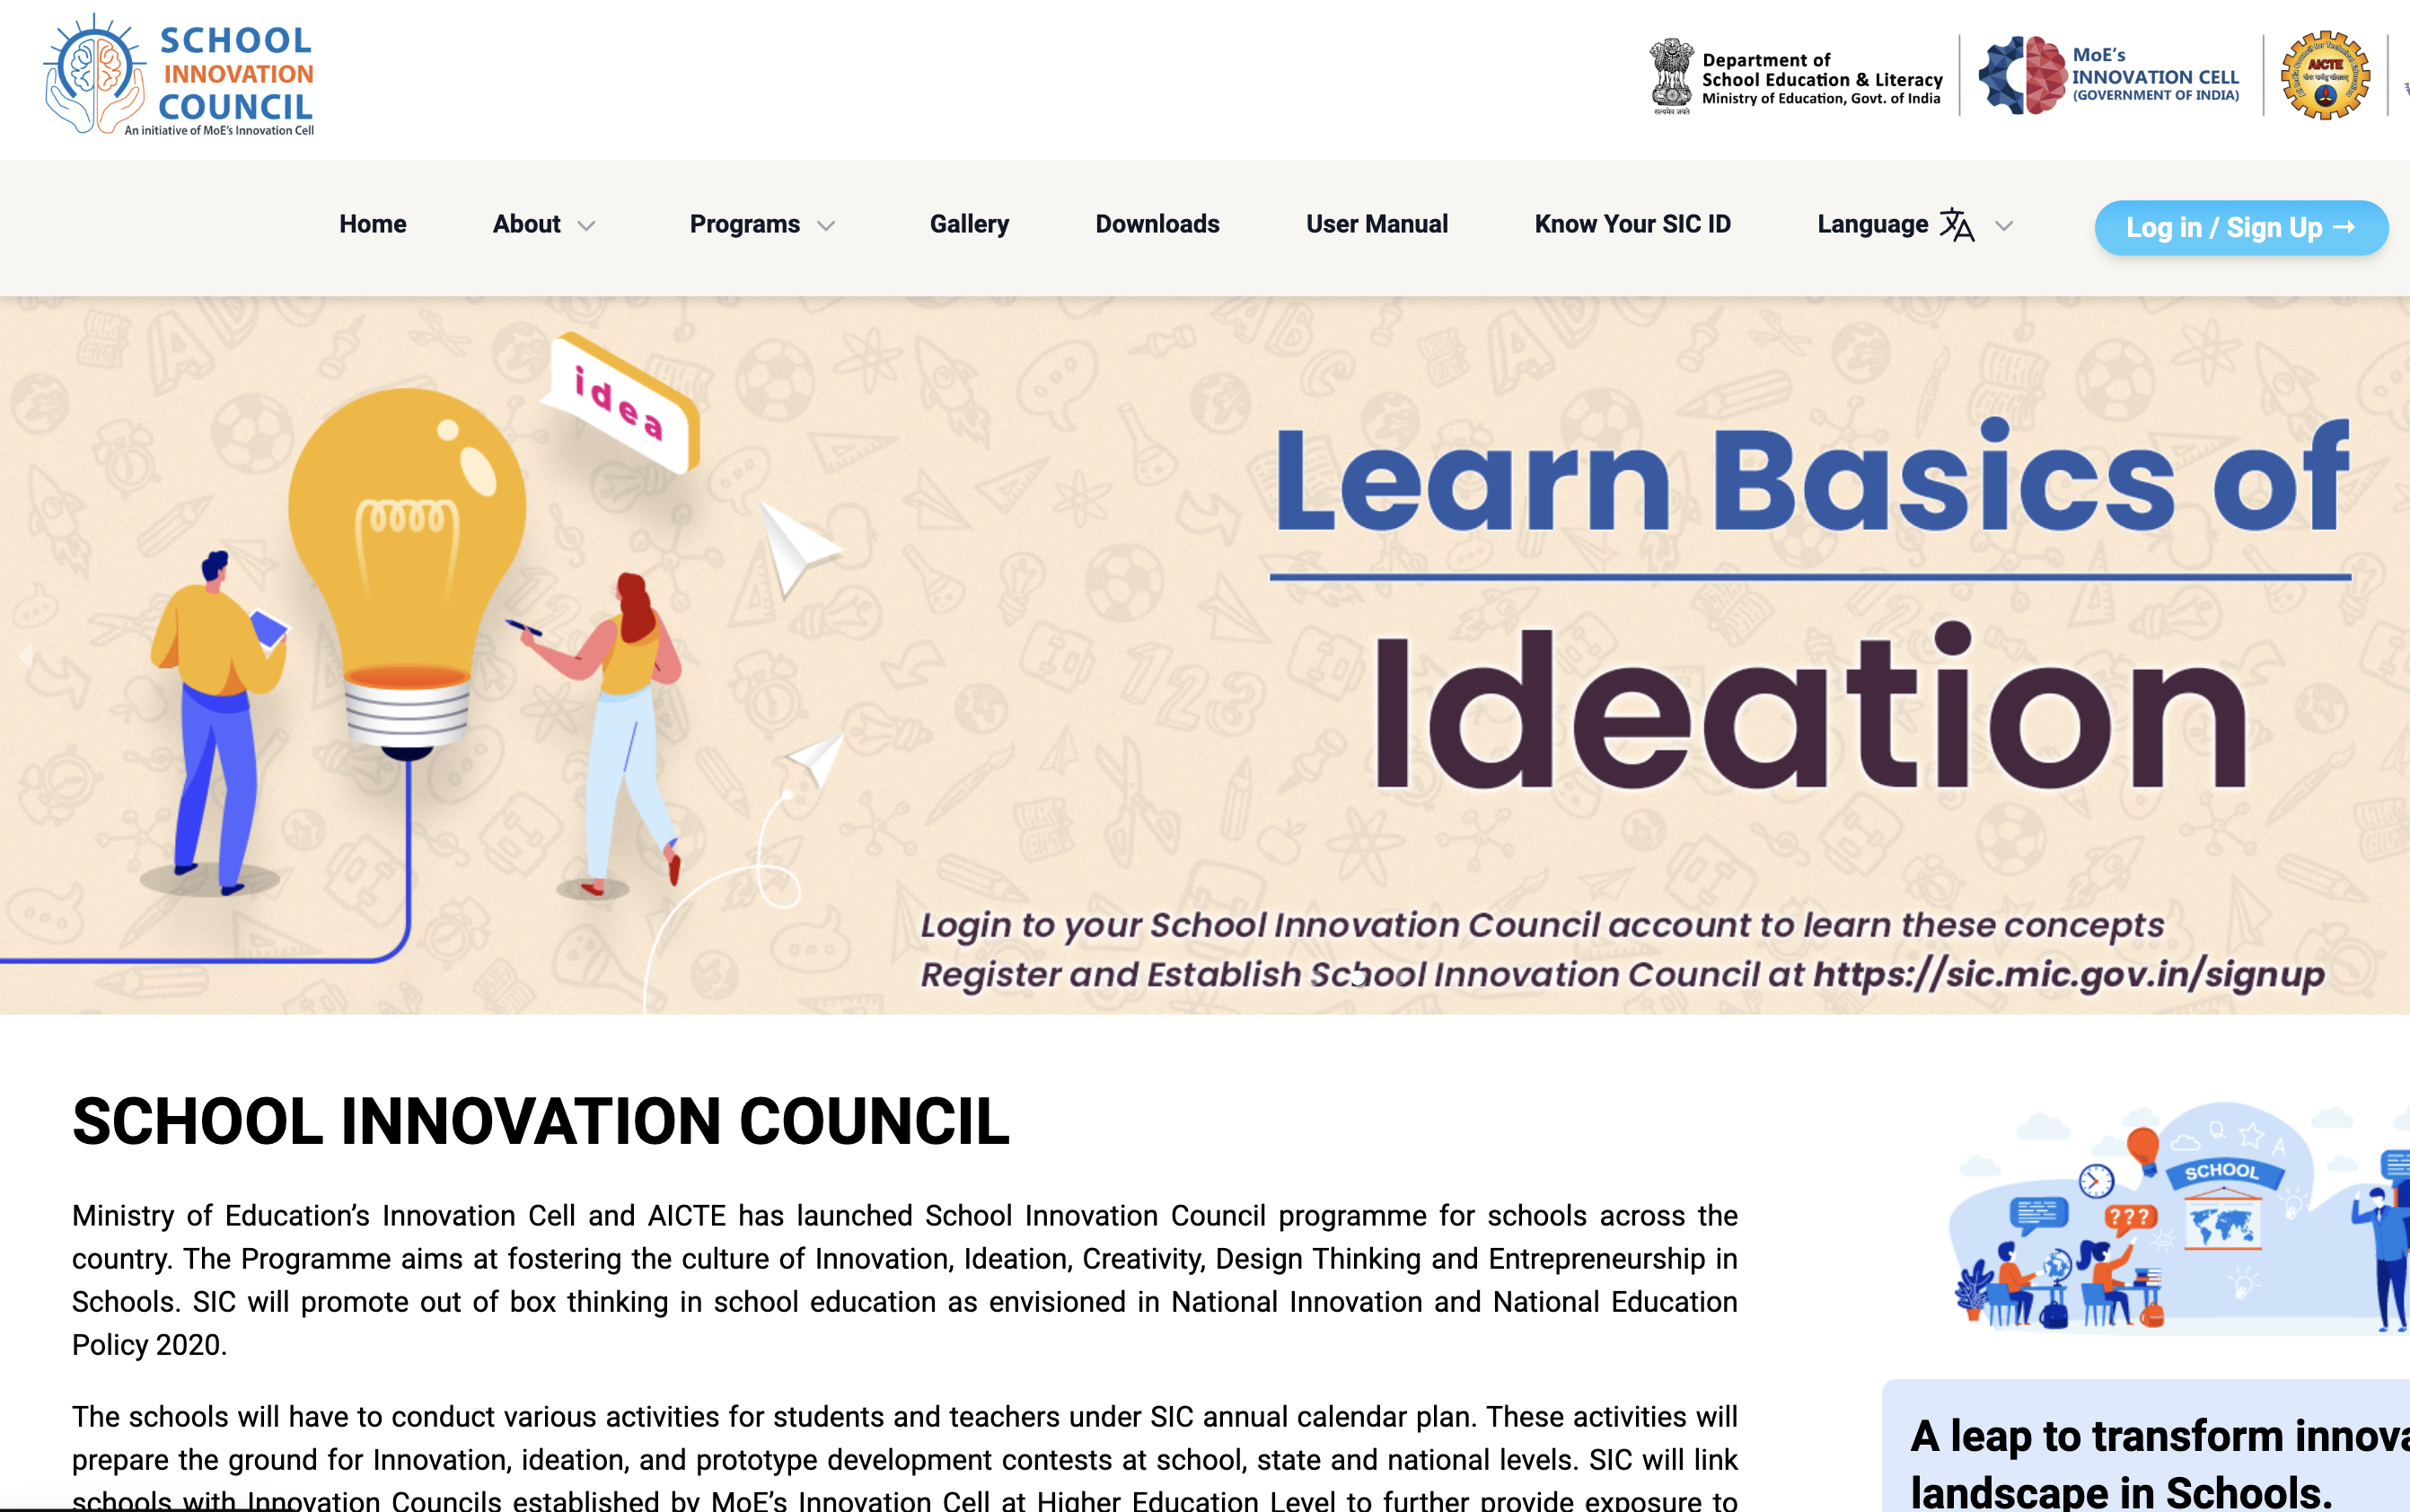 SCHOOL
INNOVATION
COUNCIL
An initiative of MoE's Innovation Cell
सत्यमेव जयते
Department of
School Education & Literacy
Ministry of Education, Govt. of India
MoE's
INNOVATION CELL
(GOVERNMENT OF INDIA)
AICTE
Home
About
Programs
Gallery
Downloads
User Manual
Know Your SIC ID
Language
Log in / Sign Up →
idea
Learn Basics of
Ideation
Login to your School Innovation Council account to learn these concepts
Register and Establish School Innovation Council at https://sic.mic.gov.in/signup
SCHOOL INNOVATION COUNCIL
Ministry of Education’s Innovation Cell and AICTE has launched School Innovation Council programme for schools across the
country. The Programme aims at fostering the culture of Innovation, Ideation, Creativity, Design Thinking and Entrepreneurship in
Schools. SIC will promote out of box thinking in school education as envisioned in National Innovation and National Education
Policy 2020.
The schools will have to conduct various activities for students and teachers under SIC annual calendar plan. These activities will
prepare the ground for Innovation, ideation, and prototype development contests at school, state and national levels. SIC will link
schools with Innovation Councils established by MoE’s Innovation Cell at Higher Education Level to further provide exposure to
SCHOOL
???
A leap to transform innova
landscape in Schools.